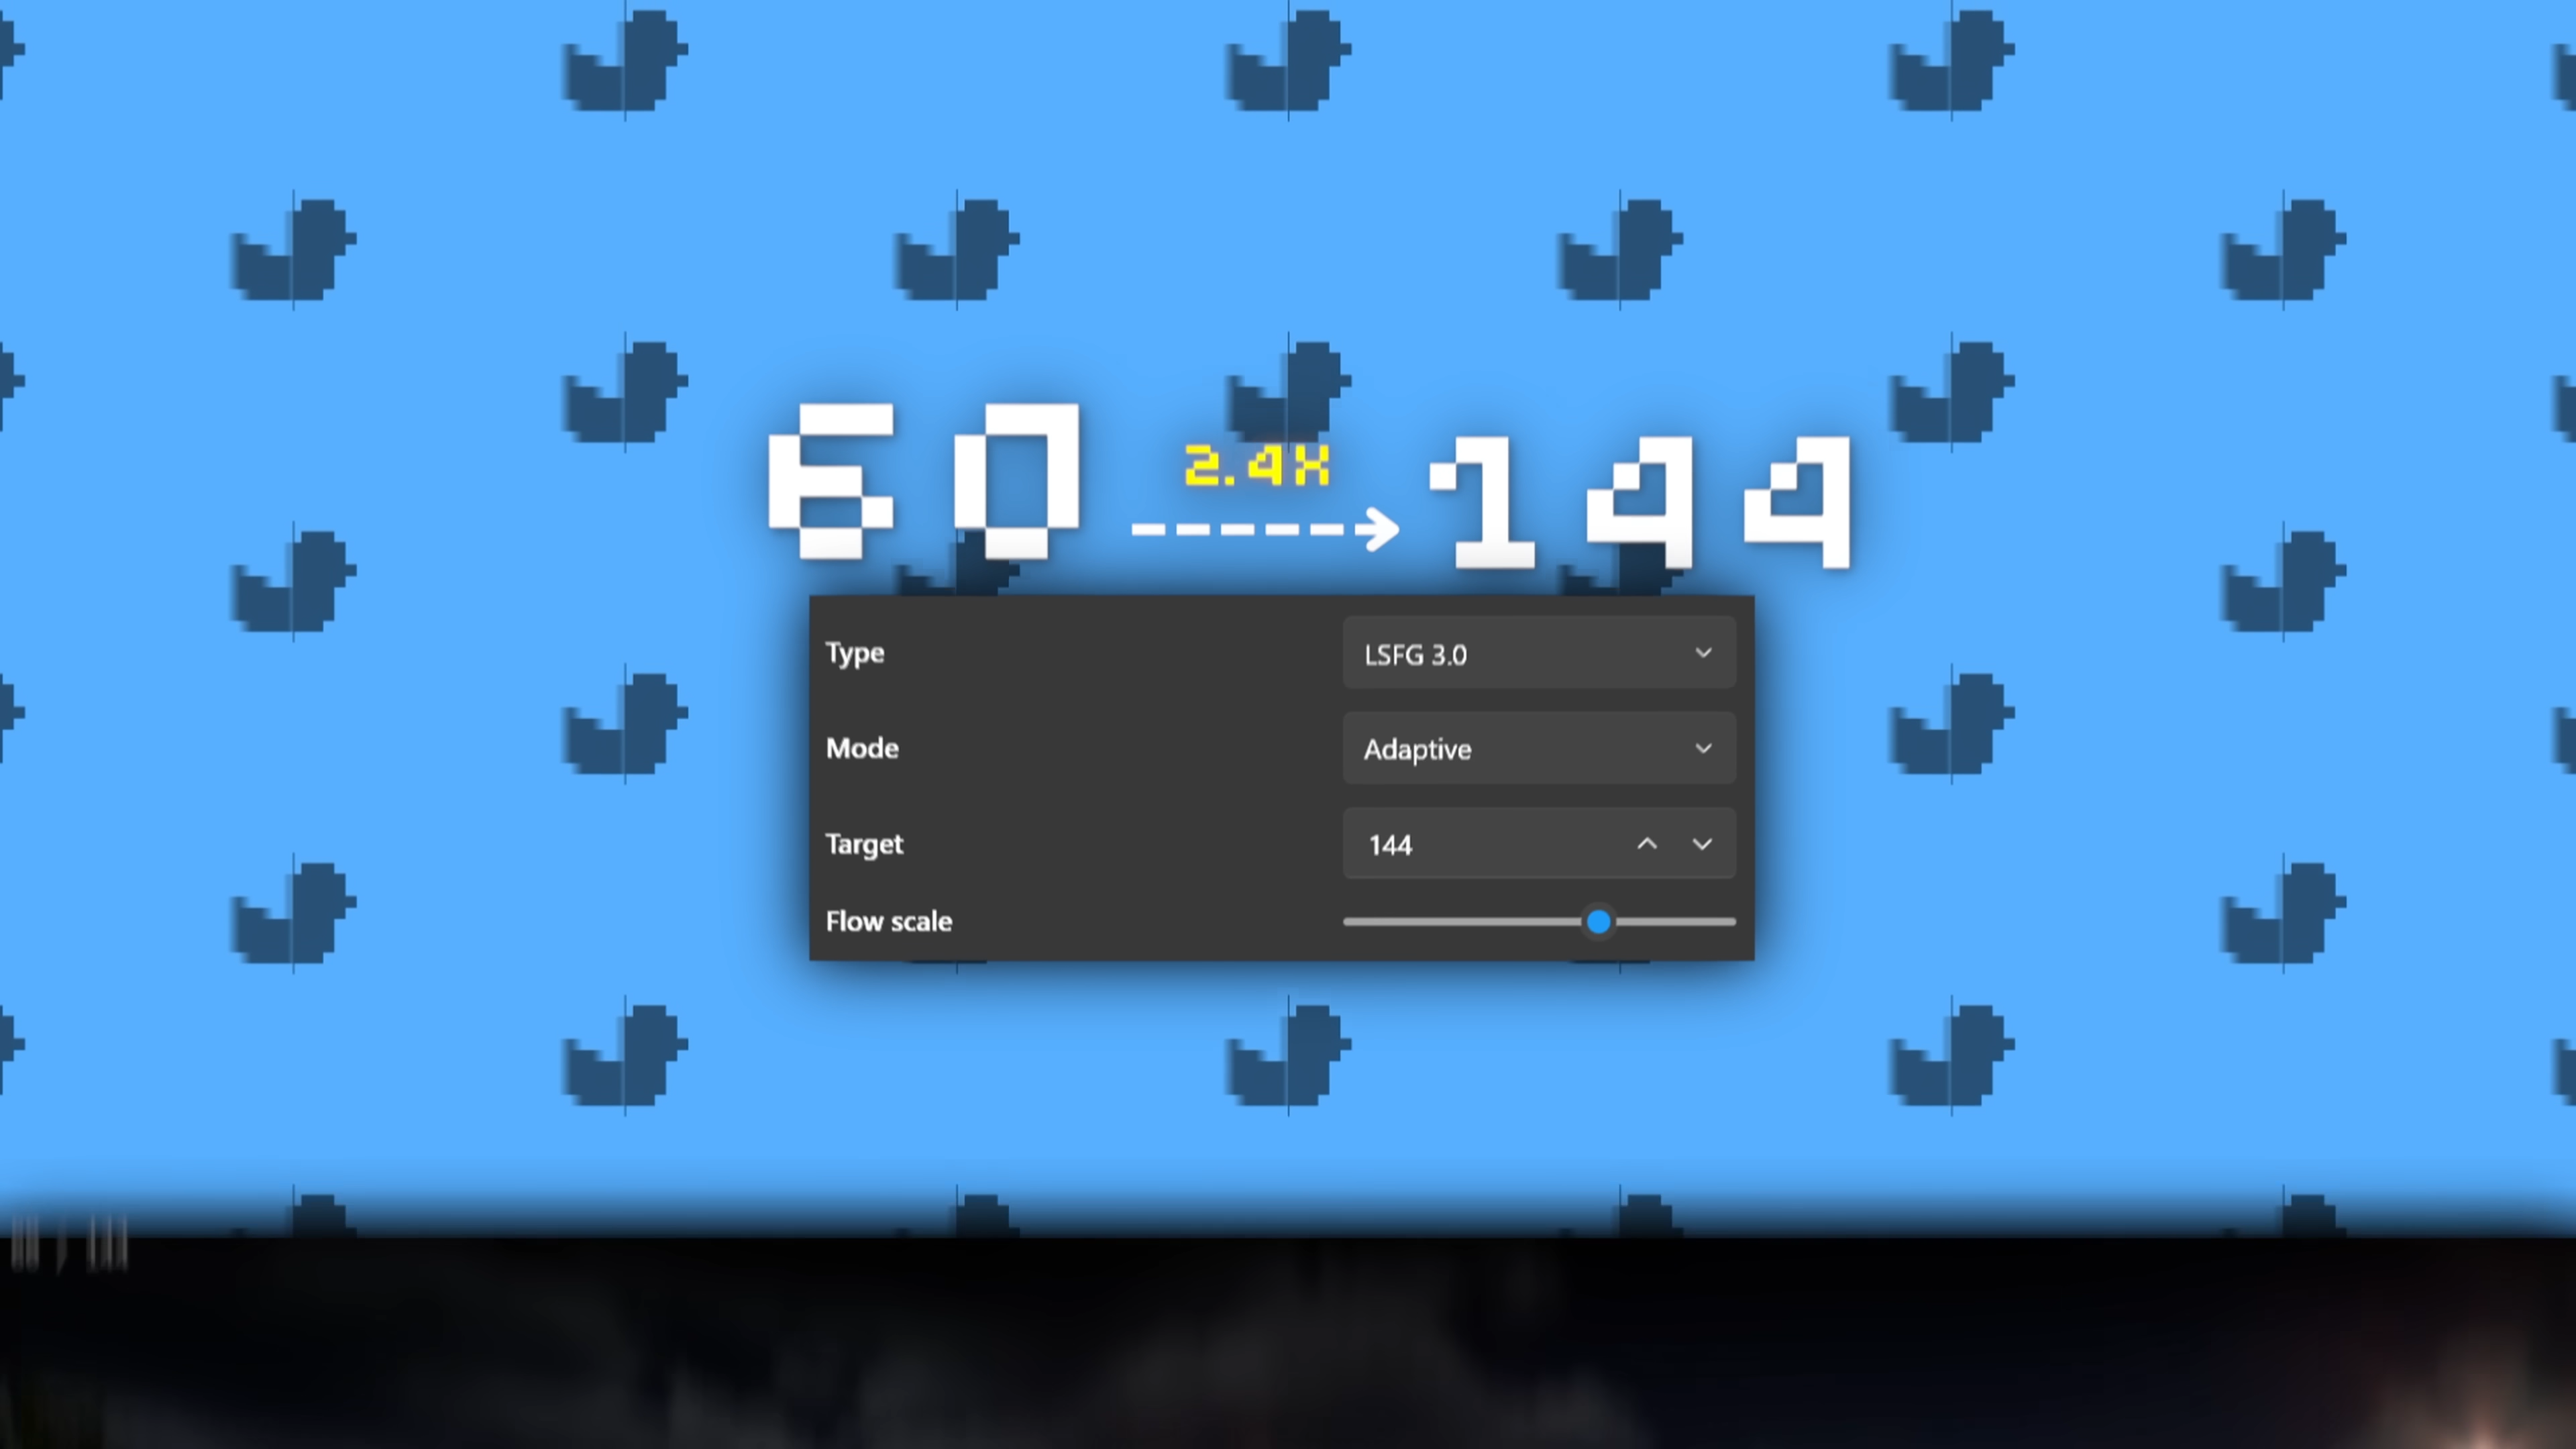 60 2.4X 144
Type LSFG 3.0
Mode Adaptive
Target 144
Flow scale